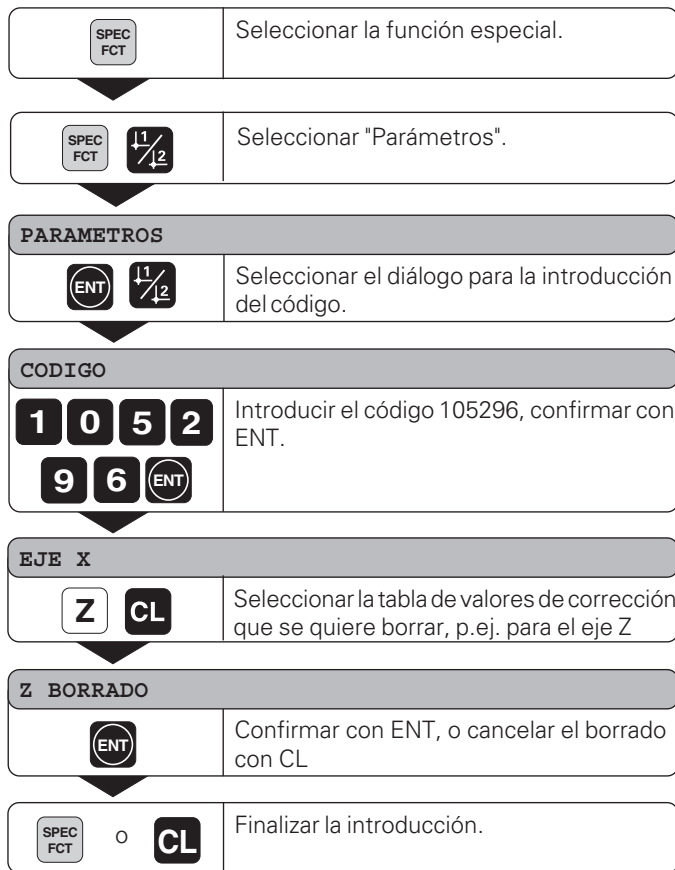 SPEC
FCT
Seleccionar la función especial.
SPEC
FCT
1
2
Seleccionar "Parámetros".
PARAMETROS
ENT
1
2
Seleccionar el diálogo para la introducción
del código.
CODIGO
1 0 5 2
9 6 ENT
Introducir el código 105296, confirmar con
ENT.
EJE X
Z CL
Seleccionar la tabla de valores de corrección
que se quiere borrar, p.ej. para el eje Z
Z BORRADO
ENT
Confirmar con ENT, o cancelar el borrado
con CL
SPEC
FCT
o CL
Finalizar la introducción.